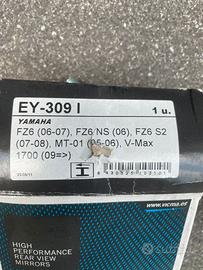 EY-309 I 1 u.
YAMAHA
FZ6 (06-07), FZ6 NS (06), FZ6 S2
(07-08), MT-01 (05-06), V-Max
1700 (09=>)
www.vicma.es
HIGH
PERFORMANCE
REAR VIEW
MIRRORS
subito